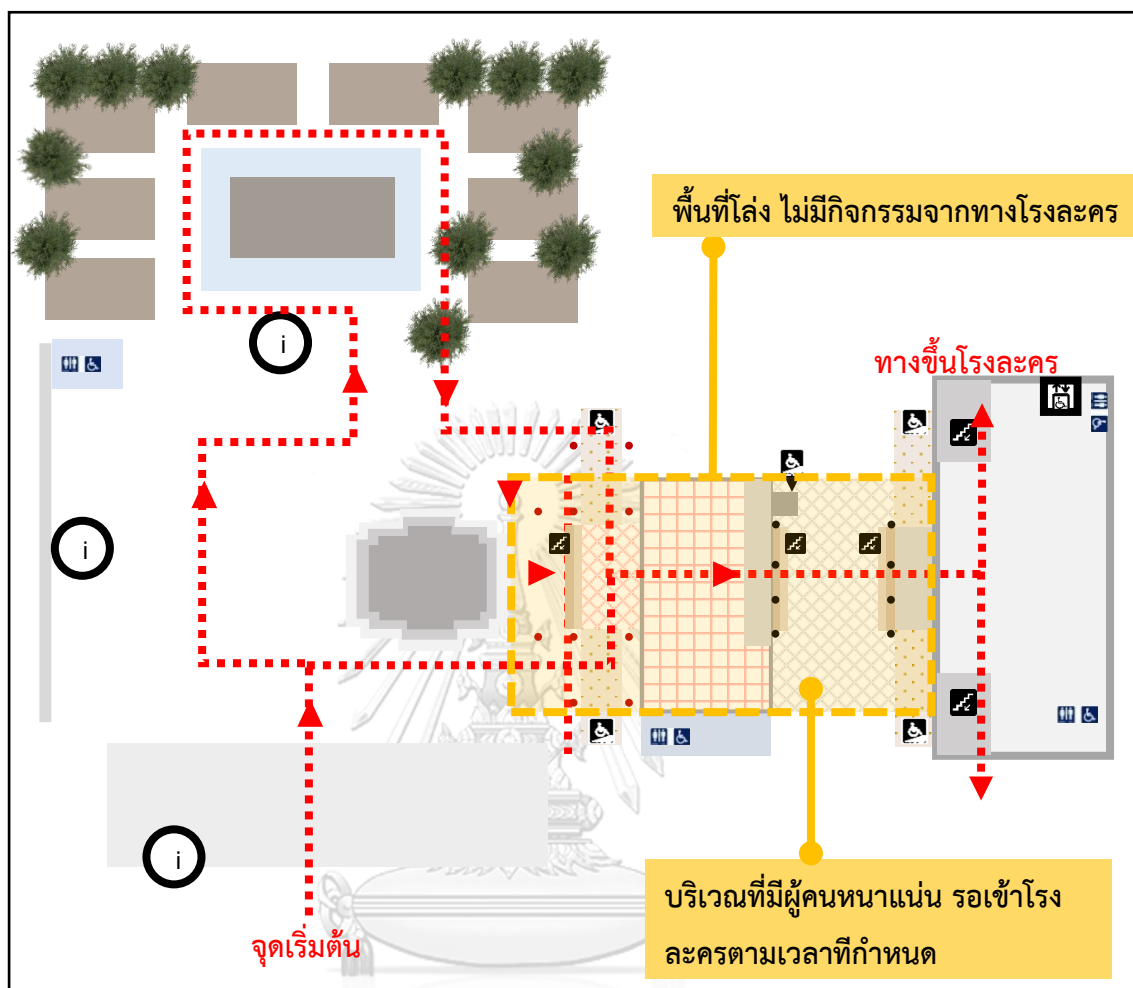 พื้นที่โล่ง ไม่มีกิจกรรมจากทางโรงละคร
i
ทางขึ้นโรงละคร
i
i
บริเวณที่มีผู้คนหนาแน่น รอเข้าโรง
ละครตามเวลาทีกำหนด
จุดเริ่มต้น